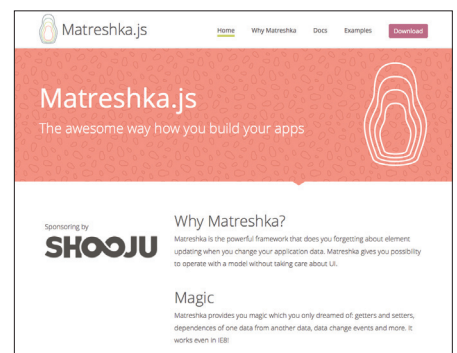 Matreshka.js
Home Why Matreshka Docs Examples Download
Matreshka.js
The awesome way how you build your apps
Sponsoring by
SHOOJU
Why Matreshka?
Matreshka is the powerful framework that does you forgetting about element
updating when you change your application data. Matreshka gives you possibility
to operate with a model without taking care about UI.
Magic
Matreshka provides you magic which you only dreamed of: getters and setters,
dependences of one data from another data, data change events and more. It
works even in IE8!